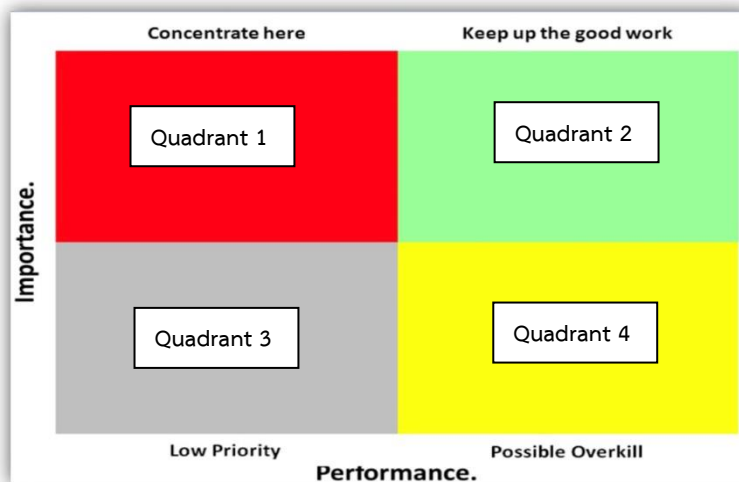 Concentrate here
Keep up the good work
Quadrant 1
Quadrant 2
Importance.
Quadrant 3
Quadrant 4
Low Priority
Possible Overkill
Performance.